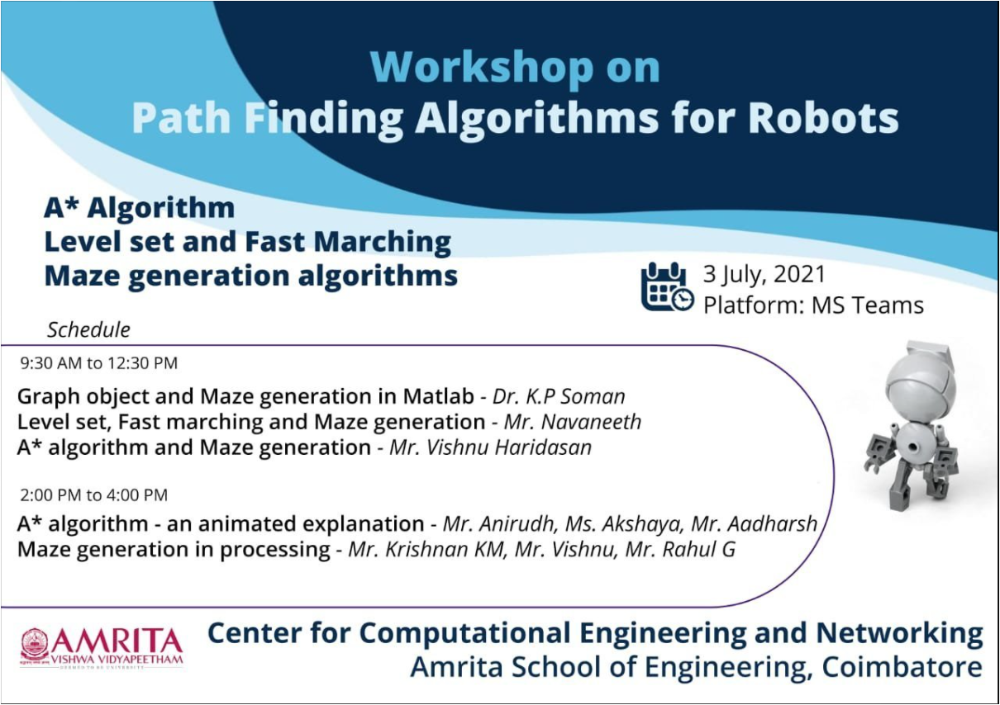 Workshop on
Path Finding Algorithms for Robots
A* Algorithm
Level set and Fast Marching
Maze generation algorithms
3 July, 2021
Platform: MS Teams
Schedule
9:30 AM to 12:30 PM
Graph object and Maze generation in Matlab - Dr. K.P Soman
Level set, Fast marching and Maze generation - Mr. Navaneeth
A* algorithm and Maze generation - Mr. Vishnu Haridasan
2:00 PM to 4:00 PM
A* algorithm - an animated explanation - Mr. Anirudh, Ms. Akshaya, Mr. Aadharsh
Maze generation in processing - Mr. Krishnan KM, Mr. Vishnu, Mr. Rahul G
AMRITA
VISHWA VIDYAPEETHAM
DEEMED TO BE UNIVERSITY
Center for Computational Engineering and Networking
Amrita School of Engineering, Coimbatore